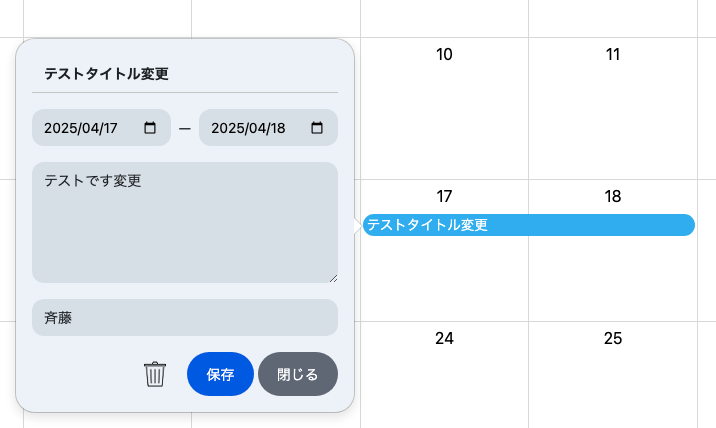 テストタイトル変更
2025/04/17 — 2025/04/18
テストです変更
斉藤
保存 閉じる
10 11
17 18
テストタイトル変更
24 25